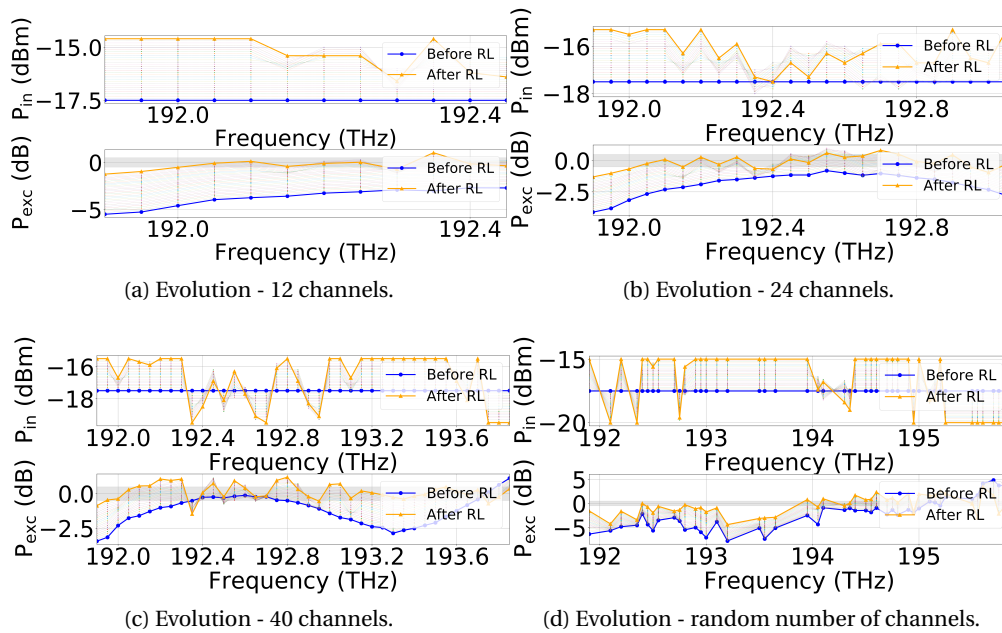 P_in (dBm)
−15.0
−17.5
Before RL
After RL
192.0 192.4
Frequency (THz)
P_exc (dB)
0
−5
Before RL
After RL
192.0 192.4
Frequency (THz)
(a) Evolution - 12 channels.
P_in (dBm)
−16
−18
Before RL
After RL
192.0 192.4 192.8
Frequency (THz)
P_exc (dB)
0.0
−2.5
Before RL
After RL
192.0 192.4 192.8
Frequency (THz)
(b) Evolution - 24 channels.
P_in (dBm)
−16
−18
Before RL
After RL
192.0 192.4 192.8 193.2 193.6
Frequency (THz)
P_exc (dB)
0.0
−2.5
Before RL
After RL
192.0 192.4 192.8 193.2 193.6
Frequency (THz)
(c) Evolution - 40 channels.
P_in (dBm)
−15
−20
Before RL
After RL
192 193 194 195
Frequency (THz)
P_exc (dB)
5
0
−5
Before RL
After RL
192 193 194 195
Frequency (THz)
(d) Evolution - random number of channels.